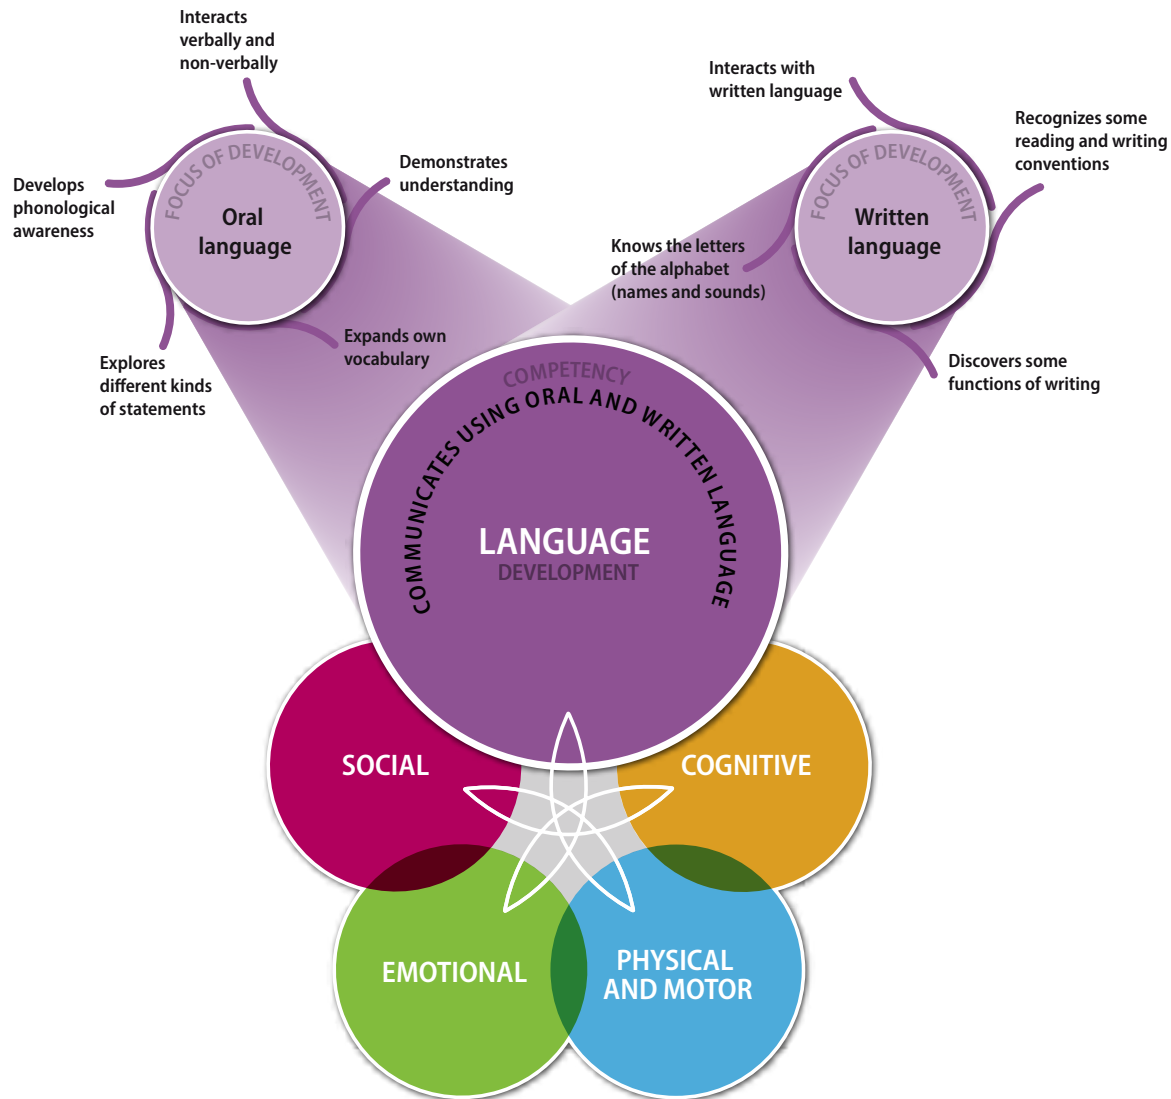 Interacts
verbally and
non-verbally
Develops
phonological
awareness
FOCUS OF DEVELOPMENT
Oral
language
Demonstrates
understanding
Explores
different kinds
of statements
Expands own
vocabulary
Interacts with
written language
Recognizes some
reading and writing
conventions
FOCUS OF DEVELOPMENT
Written
language
Knows the letters
of the alphabet
(names and sounds)
Discovers some
functions of writing
COMPETENCY
COMMUNICATES USING ORAL AND WRITTEN LANGUAGE
LANGUAGE
DEVELOPMENT
SOCIAL
COGNITIVE
EMOTIONAL
PHYSICAL
AND MOTOR